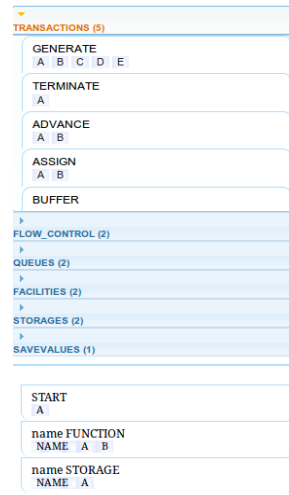 TRANSACTIONS (5)
GENERATE
A B C D E
TERMINATE
A
ADVANCE
A B
ASSIGN
A B
BUFFER
FLOW_CONTROL (2)
QUEUES (2)
FACILITIES (2)
STORAGES (2)
SAVEVALUES (1)
START
A
name FUNCTION
NAME A B
name STORAGE
NAME A